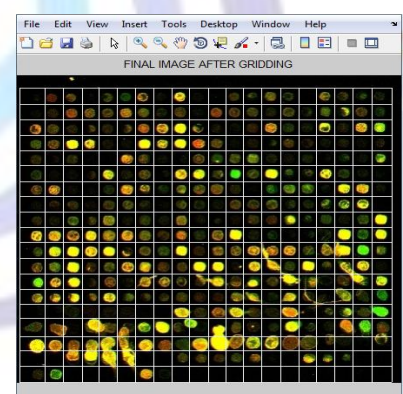 File Edit View Insert Tools Desktop Window Help
FINAL IMAGE AFTER GRIDDING